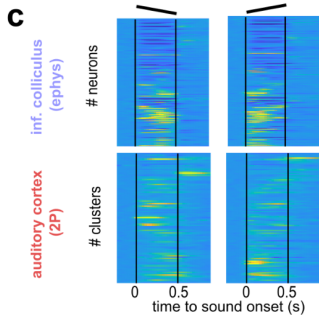 c
inf. colliculus
(ephys)
# neurons
auditory cortex
(2P)
# clusters
0 0.5 0 0.5
time to sound onset (s)